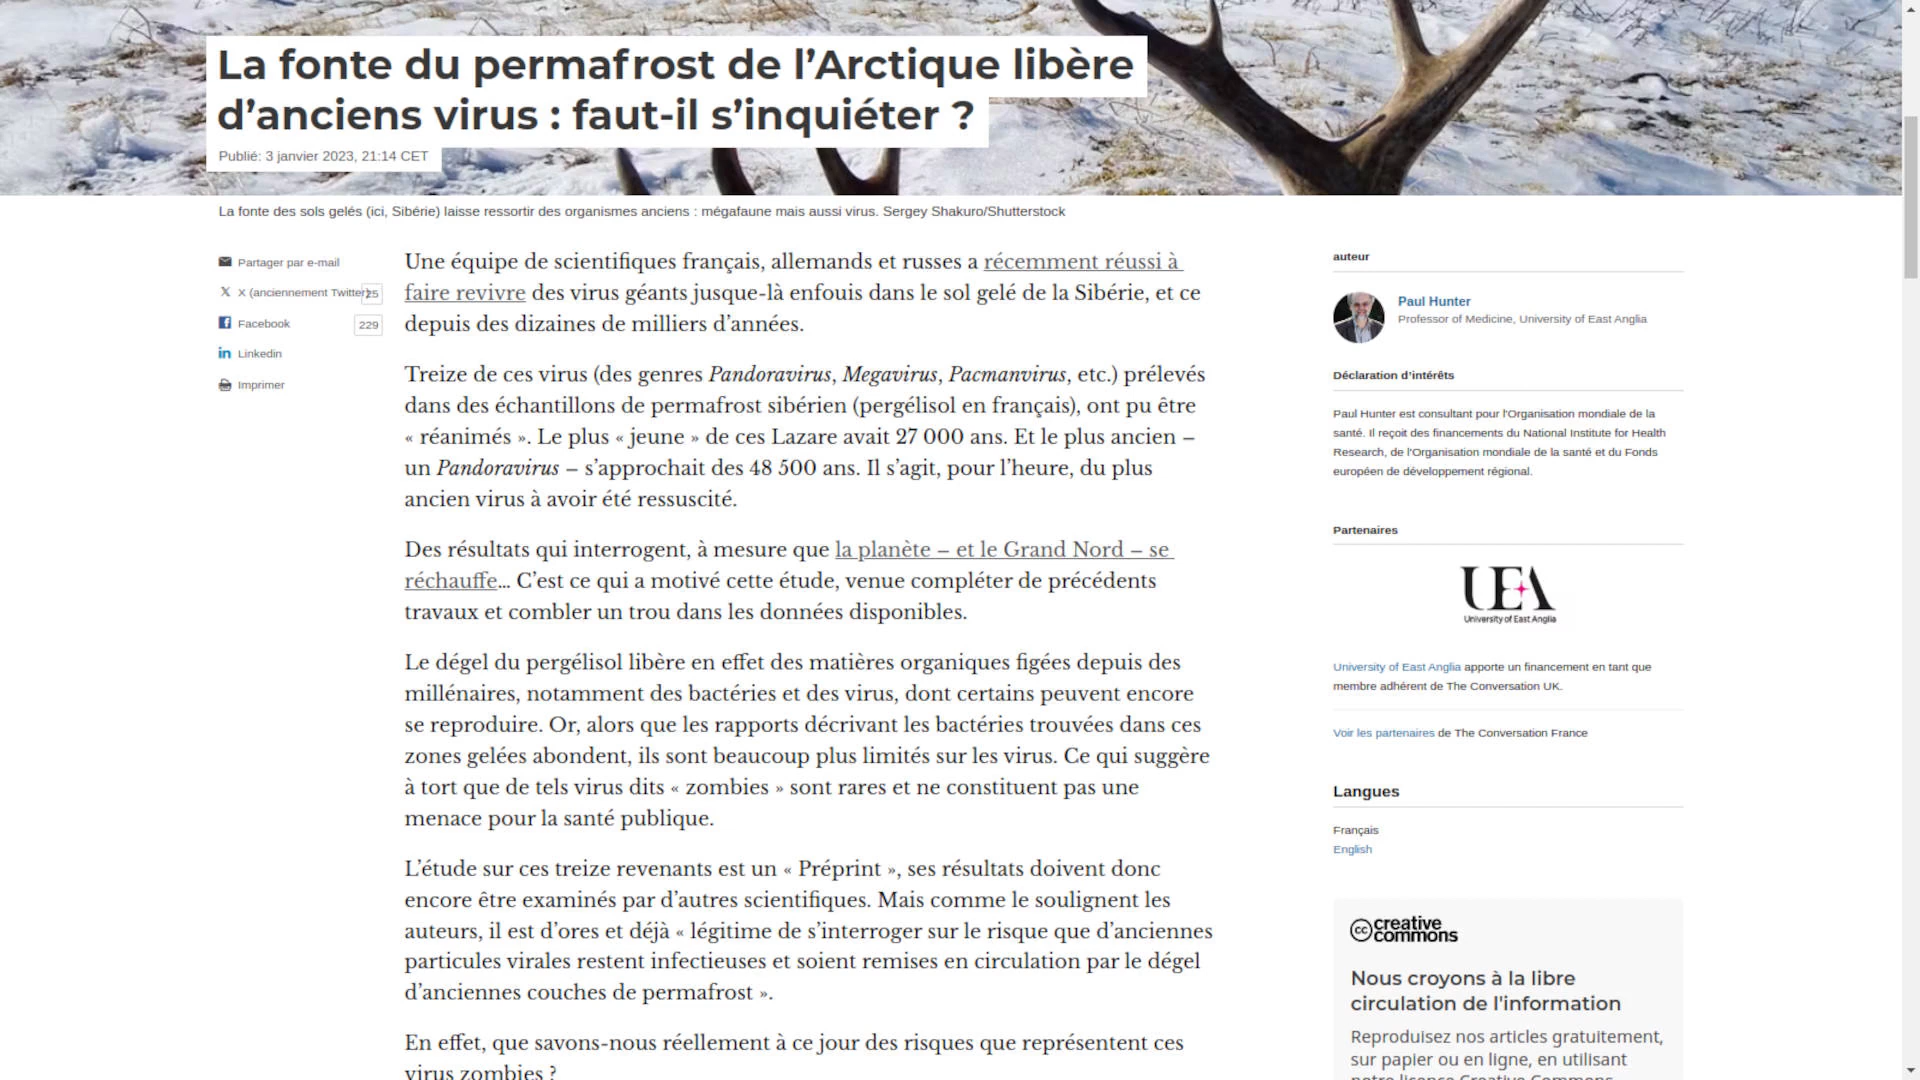 La fonte du permafrost de l’Arctique libère
d’anciens virus : faut-il s’inquiéter ?
Publié: 3 janvier 2023, 21:14 CET
La fonte des sols gelés (ici, Sibérie) laisse ressortir des organismes anciens : mégafaune mais aussi virus. Sergey Shakuro/Shutterstock
Partager par e-mail
X (anciennement Twitter) 25
Facebook 229
Linkedin
Imprimer
Une équipe de scientifiques français, allemands et russes a récemment réussi à
faire revivre des virus géants jusque-là enfouis dans le sol gelé de la Sibérie, et ce
depuis des dizaines de milliers d’années.
Treize de ces virus (des genres Pandoravirus, Megavirus, Pacmanvirus, etc.) prélevés
dans des échantillons de permafrost sibérien (pergélisol en français), ont pu être
« réanimés ». Le plus « jeune » de ces Lazare avait 27 000 ans. Et le plus ancien –
un Pandoravirus – s’approchait des 48 500 ans. Il s’agit, pour l’heure, du plus
ancien virus à avoir été ressuscité.
Des résultats qui interrogent, à mesure que la planète – et le Grand Nord – se
réchauffe… C’est ce qui a motivé cette étude, venue compléter de précédents
travaux et combler un trou dans les données disponibles.
Le dégel du pergélisol libère en effet des matières organiques figées depuis des
millénaires, notamment des bactéries et des virus, dont certains peuvent encore
se reproduire. Or, alors que les rapports décrivant les bactéries trouvées dans ces
zones gelées abondent, ils sont beaucoup plus limités sur les virus. Ce qui suggère
à tort que de tels virus dits « zombies » sont rares et ne constituent pas une
menace pour la santé publique.
L’étude sur ces treize revenants est un « Préprint », ses résultats doivent donc
encore être examinés par d’autres scientifiques. Mais comme le soulignent les
auteurs, il est d’ores et déjà « légitime de s’interroger sur le risque que d’anciennes
particules virales restent infectieuses et soient remises en circulation par le dégel
d’anciennes couches de permafrost ».
En effet, que savons-nous réellement à ce jour des risques que représentent ces
virus zombies ?
auteur
Paul Hunter
Professor of Medicine, University of East Anglia
Déclaration d’intérêts
Paul Hunter est consultant pour l'Organisation mondiale de la
santé. Il reçoit des financements du National Institute for Health
Research, de l'Organisation mondiale de la santé et du Fonds
européen de développement régional.
Partenaires
UEA
University of East Anglia
University of East Anglia apporte un financement en tant que
membre adhérent de The Conversation UK.
Voir les partenaires de The Conversation France
Langues
Français
English
cc creative
commons
Nous croyons à la libre
circulation de l'information
Reproduisez nos articles gratuitement,
sur papier ou en ligne, en utilisant
notre licence Creative Commons.